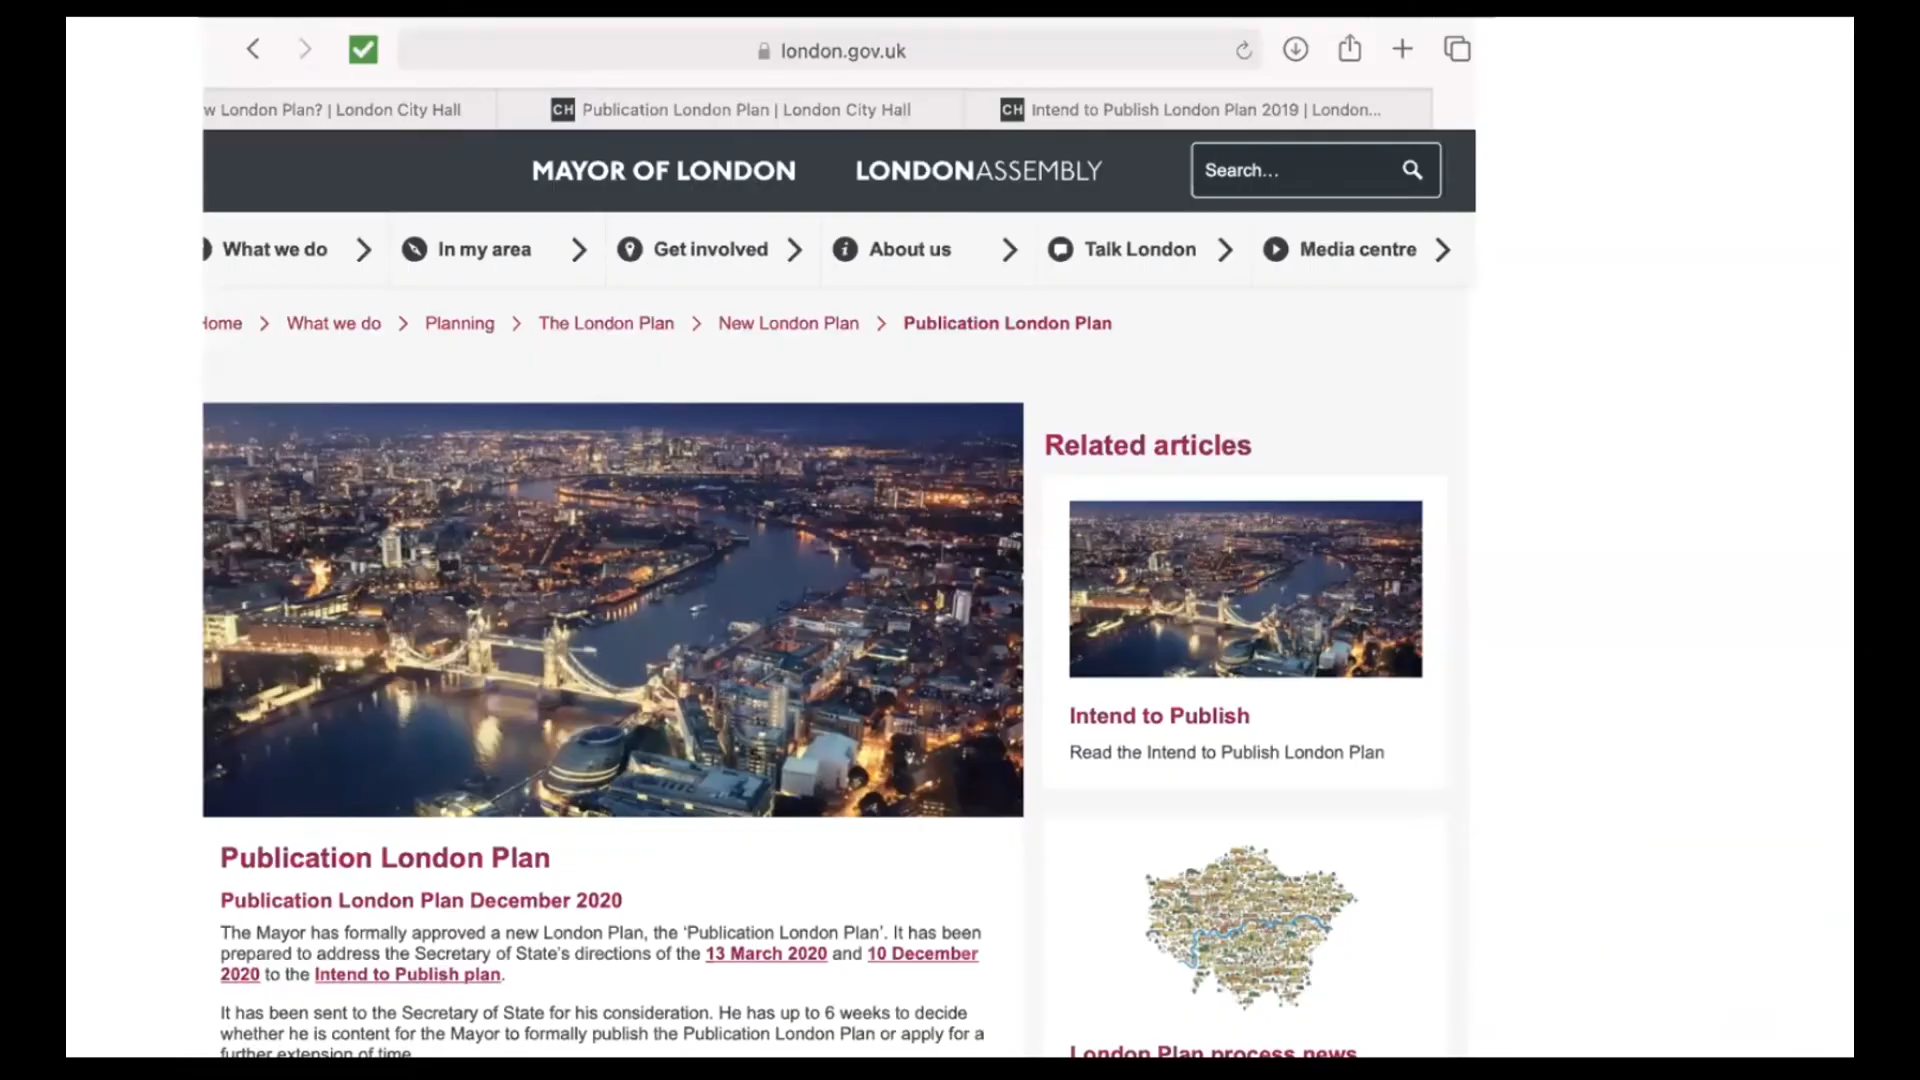 london.gov.uk
w London Plan? | London City Hall
CH Publication London Plan | London City Hall
CH Intend to Publish London Plan 2019 | London...
MAYOR OF LONDON
LONDONASSEMBLY
Search...
What we do
In my area
Get involved
About us
Talk London
Media centre
Home > What we do > Planning > The London Plan > New London Plan > Publication London Plan
Related articles
Intend to Publish
Read the Intend to Publish London Plan
Publication London Plan
Publication London Plan December 2020
The Mayor has formally approved a new London Plan, the ‘Publication London Plan’. It has been
prepared to address the Secretary of State’s directions of the 13 March 2020 and 10 December
2020 to the Intend to Publish plan.
It has been sent to the Secretary of State for his consideration. He has up to 6 weeks to decide
whether he is content for the Mayor to formally publish the Publication London Plan or apply for a
further extension of time
London Plan process news